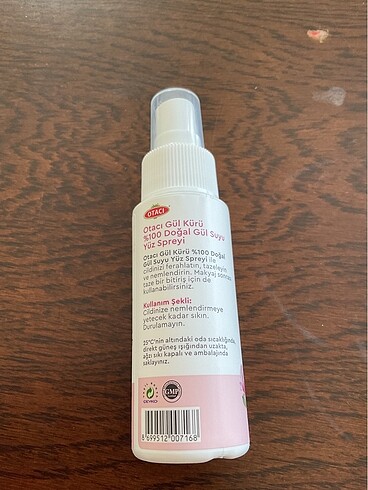 OTACI
Otacı Gül Kürü
%100 Doğal Gül Suyu
Yüz Spreyi
Otacı Gül Kürü %100 Doğal
Gül Suyu Yüz Spreyi ile
cildinizi ferahlatın, tazeleyin
ve nemlendirin. Makyaj sonrası
taze bir bitiriş için de
kullanabilirsiniz.
Kullanım Şekli:
Cildinize nemlendirmeye
yetecek kadar sıkın.
Durulamayın.
25°C'nin altındaki oda sıcaklığında,
direkt güneş ışığından uzakta,
ağzı sıkı kapalı ve ambalajında
saklayınız.
CEVKO
GMP
8 699512 007168